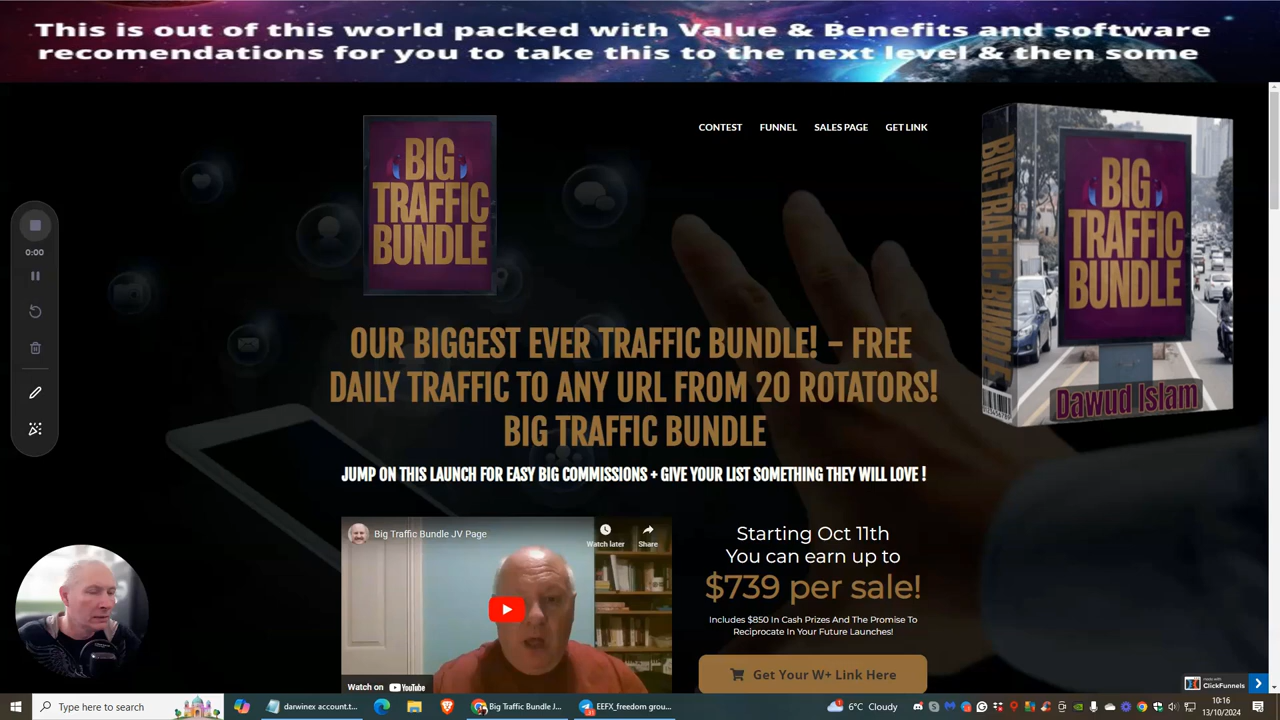 This is out of this world packed with Value & Benefits and software
recomendations for you to take this to the next level & then some
CONTEST
FUNNEL
SALES PAGE
GET LINK
BIG
TRAFFIC
BUNDLE
BIG TRAFFIC BUNDLE
BIG
TRAFFIC
BUNDLE
Dawud Islam
0:00
OUR BIGGEST EVER TRAFFIC BUNDLE! - FREE
DAILY TRAFFIC TO ANY URL FROM 20 ROTATORS!
BIG TRAFFIC BUNDLE
JUMP ON THIS LAUNCH FOR EASY BIG COMMISSIONS + GIVE YOUR LIST SOMETHING THEY WILL LOVE !
Big Traffic Bundle JV Page
Watch later
Share
Watch on YouTube
Starting Oct 11th
You can earn up to
$739 per sale!
Includes $850 In Cash Prizes And The Promise To
Reciprocate In Your Future Launches!
Get Your W+ Link Here
made with
ClickFunnels
Type here to search
darwinex account.t...
Big Traffic Bundle J...
EEFX_freedom grou...
6°C Cloudy
10:16
13/10/2024